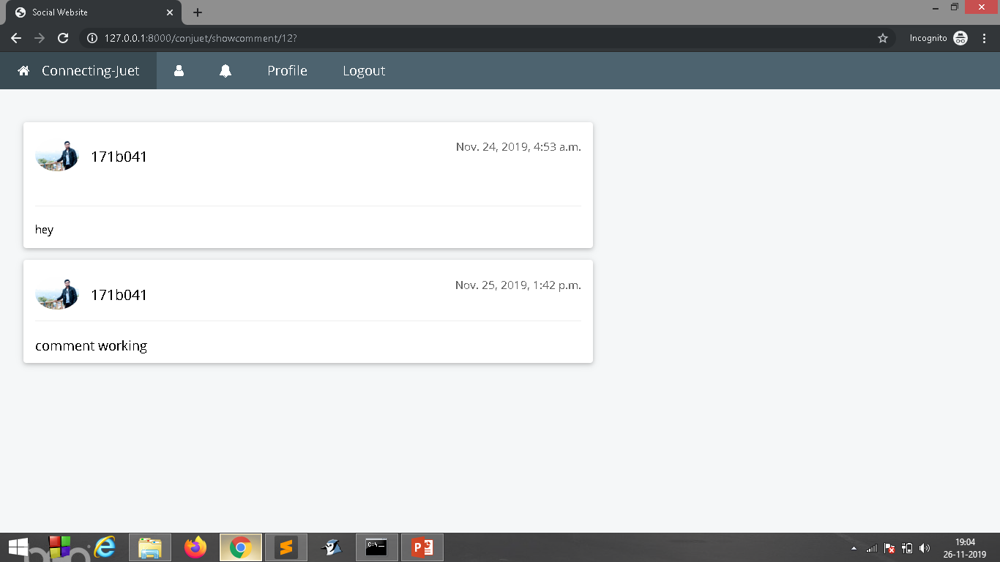 Social Website
127.0.0.1:8000/conjuet/showcomment/12?
Incognito
Connecting-Juet Profile Logout
171b041 Nov. 24, 2019, 4:53 a.m.
hey
171b041 Nov. 25, 2019, 1:42 p.m.
comment working
19:04
26-11-2019